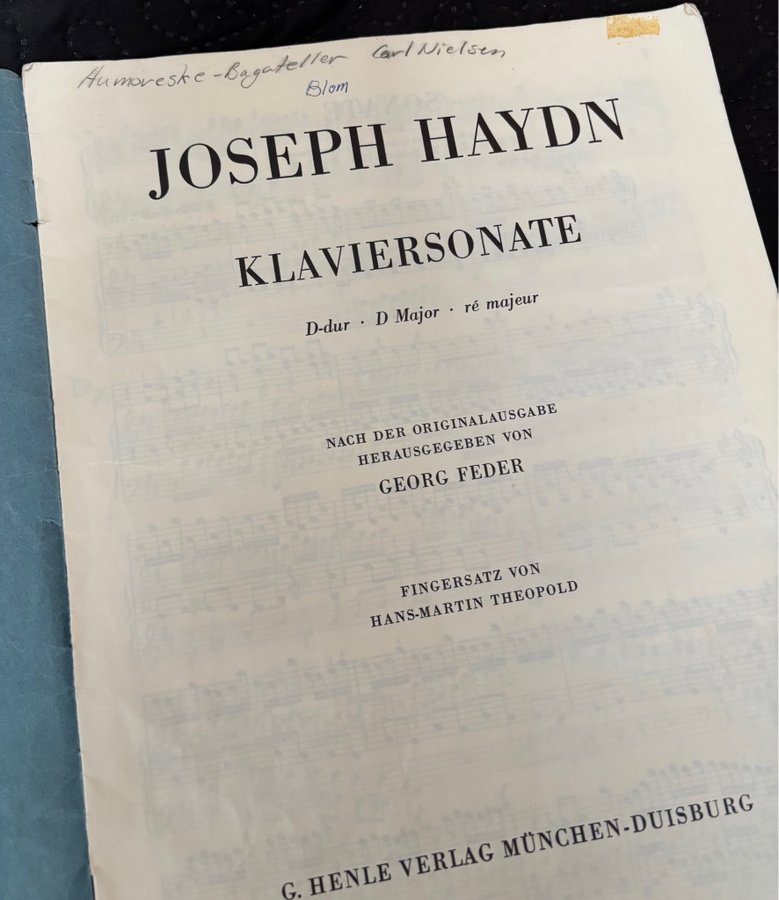 Humoreske-Bagateller Carl Nielsen
Blom
JOSEPH HAYDN
KLAVIERSONATE
D-dur · D Major · ré majeur
NACH DER ORIGINALAUSGABE
HERAUSGEGEBEN VON
GEORG FEDER
FINGERSATZ VON
HANS-MARTIN THEOPOLD
G. HENLE VERLAG MÜNCHEN-DUISBURG